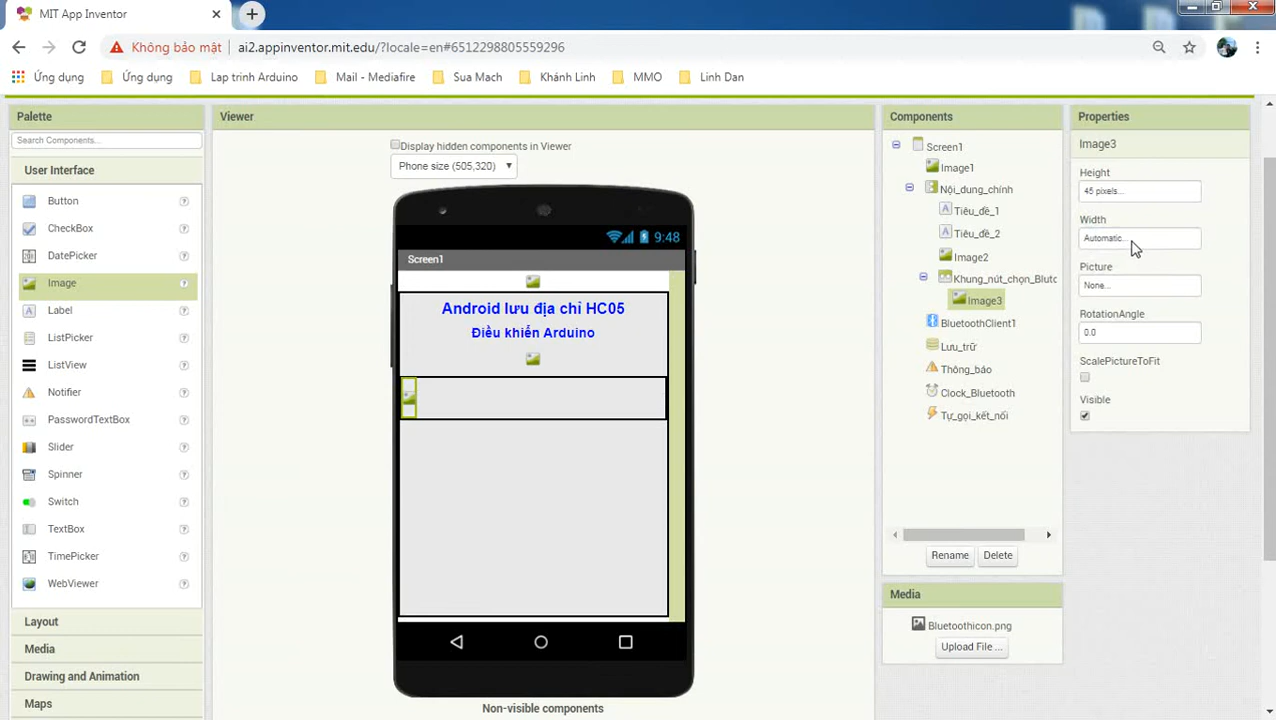 MIT App Inventor
Không bảo mật
ai2.appinventor.mit.edu/?locale=en#6512298805559296
Ứng dụng
Ứng dụng
Lap trinh Arduino
Mail - Mediafire
Sua Mach
Khánh Linh
MMO
Linh Dan
Palette
Search Components...
User Interface
Button
?
CheckBox
?
DatePicker
?
Image
?
Label
?
ListPicker
?
ListView
?
Notifier
?
PasswordTextBox
?
Slider
?
Spinner
?
Switch
?
TextBox
?
TimePicker
?
WebViewer
?
Layout
Media
Drawing and Animation
Maps
Viewer
Display hidden components in Viewer
Phone size (505,320)
9:48
Screen1
Android lưu địa chỉ HC05
Điều khiển Arduino
Non-visible components
Components
Screen1
Image1
Nội_dung_chính
A Tiêu_đề_1
A Tiêu_đề_2
Image2
Khung_nút_chọn_Blutc
Image3
BluetoothClient1
Lưu_trữ
Thông_báo
Clock_Bluetooth
Tự_gọi_kết_nối
Rename
Delete
Media
Bluetoothicon.png
Upload File ...
Properties
Image3
Height
45 pixels...
Width
Automatic...
Picture
None...
RotationAngle
0.0
ScalePictureToFit
Visible